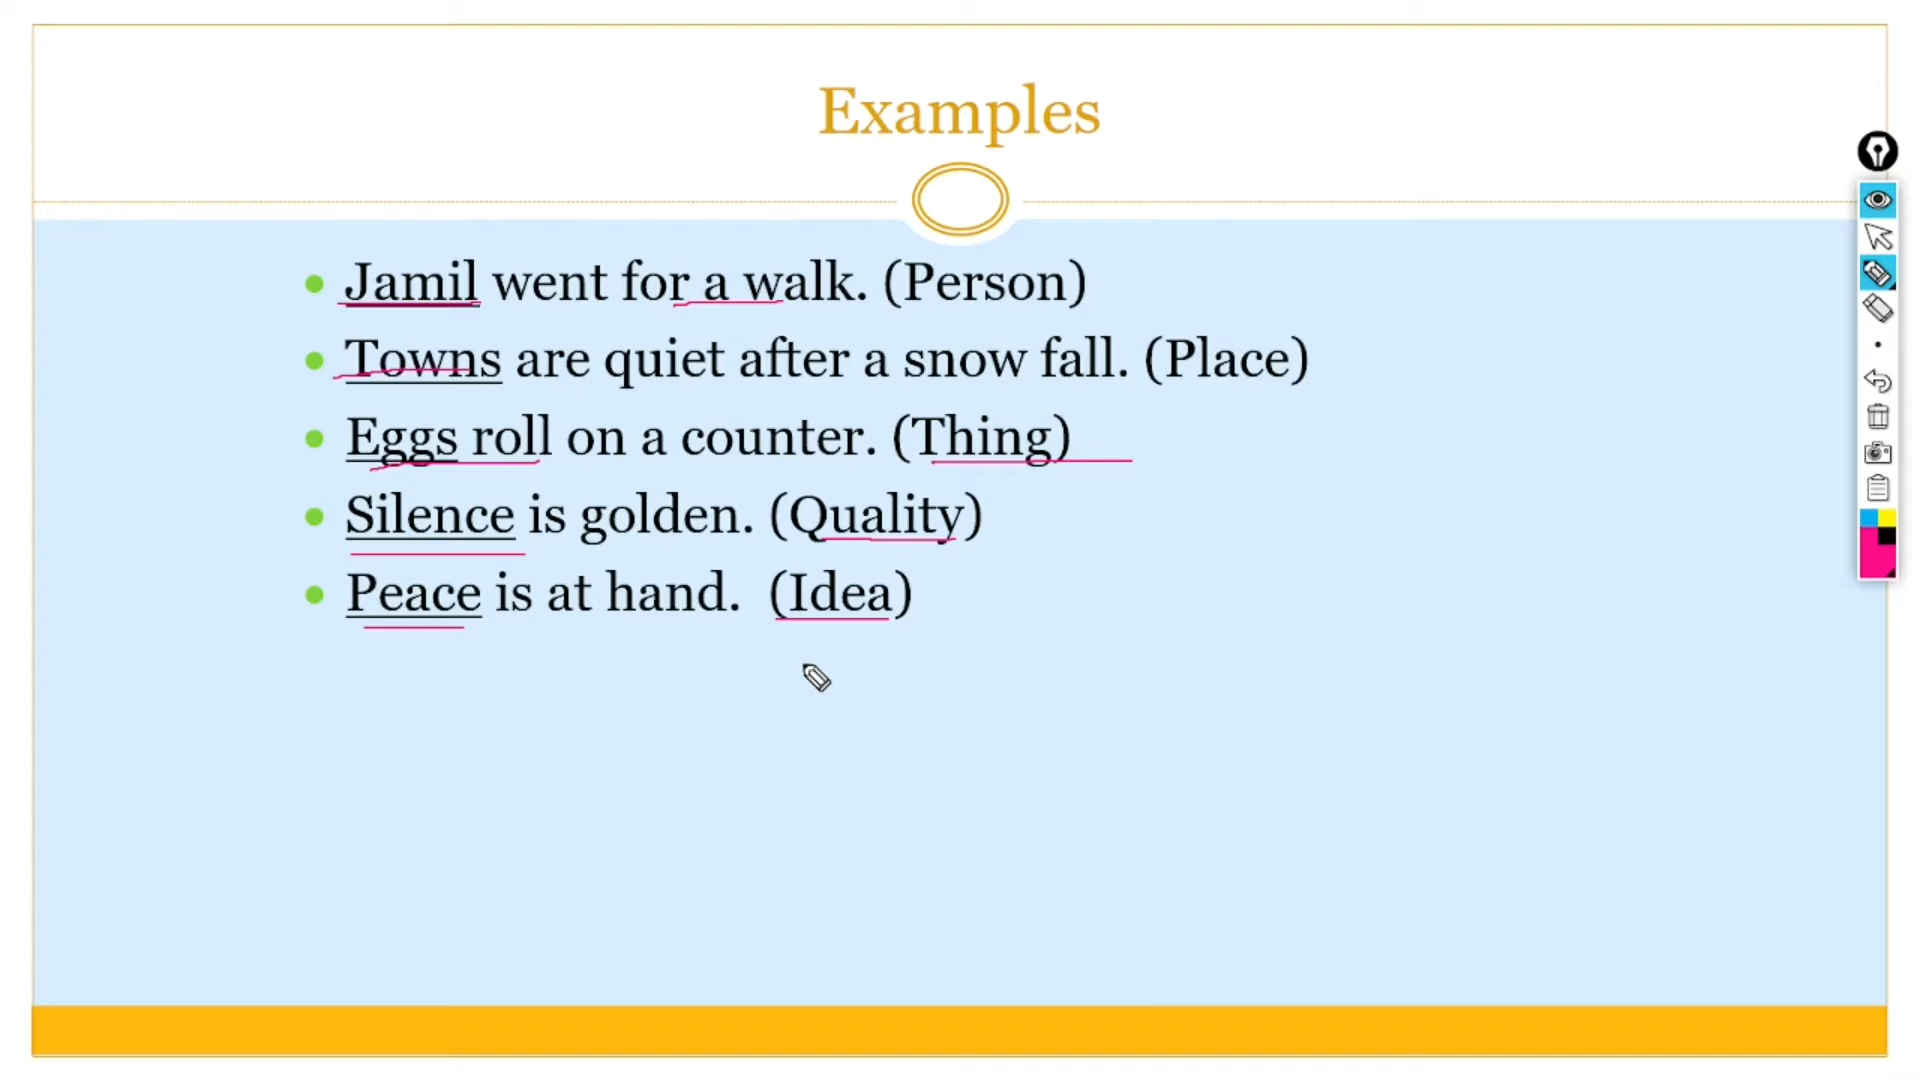 Examples
Jamil went for a walk. (Person)
Towns are quiet after a snow fall. (Place)
Eggs roll on a counter. (Thing)
Silence is golden. (Quality)
Peace is at hand. (Idea)